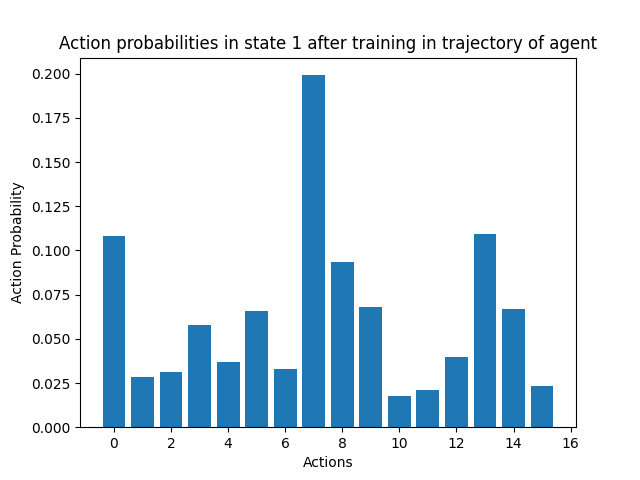 Action probabilities in state 1 after training in trajectory of agent
0.200
0.175
0.150
0.125
0.100
0.075
0.050
0.025
0.000
Action Probability
0 2 4 6 8 10 12 14 16
Actions